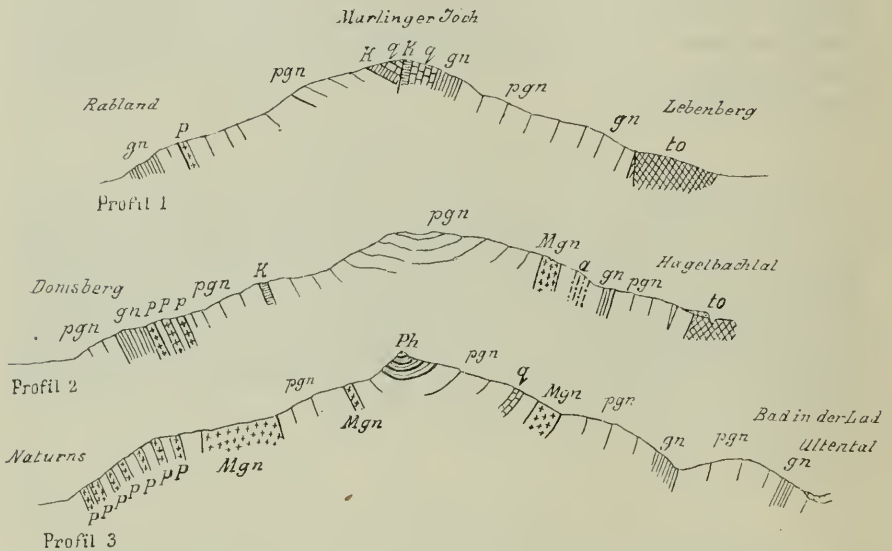 Marlinger Joch
K q K q gn
pgn pgn
Rabland Lebenberg
gn P gn to
Profil 1
pgn
Mgn
K a Hagelbachtal
Donisberg gn pgn
pgn gn P P P pgn to
Profil 2
Ph
pgn q
pgn Mgn
Mgn pgn Bad in der Lad
Naturns Mgn gn pgn Ultental
P P P P P P P P gn
Profil 3